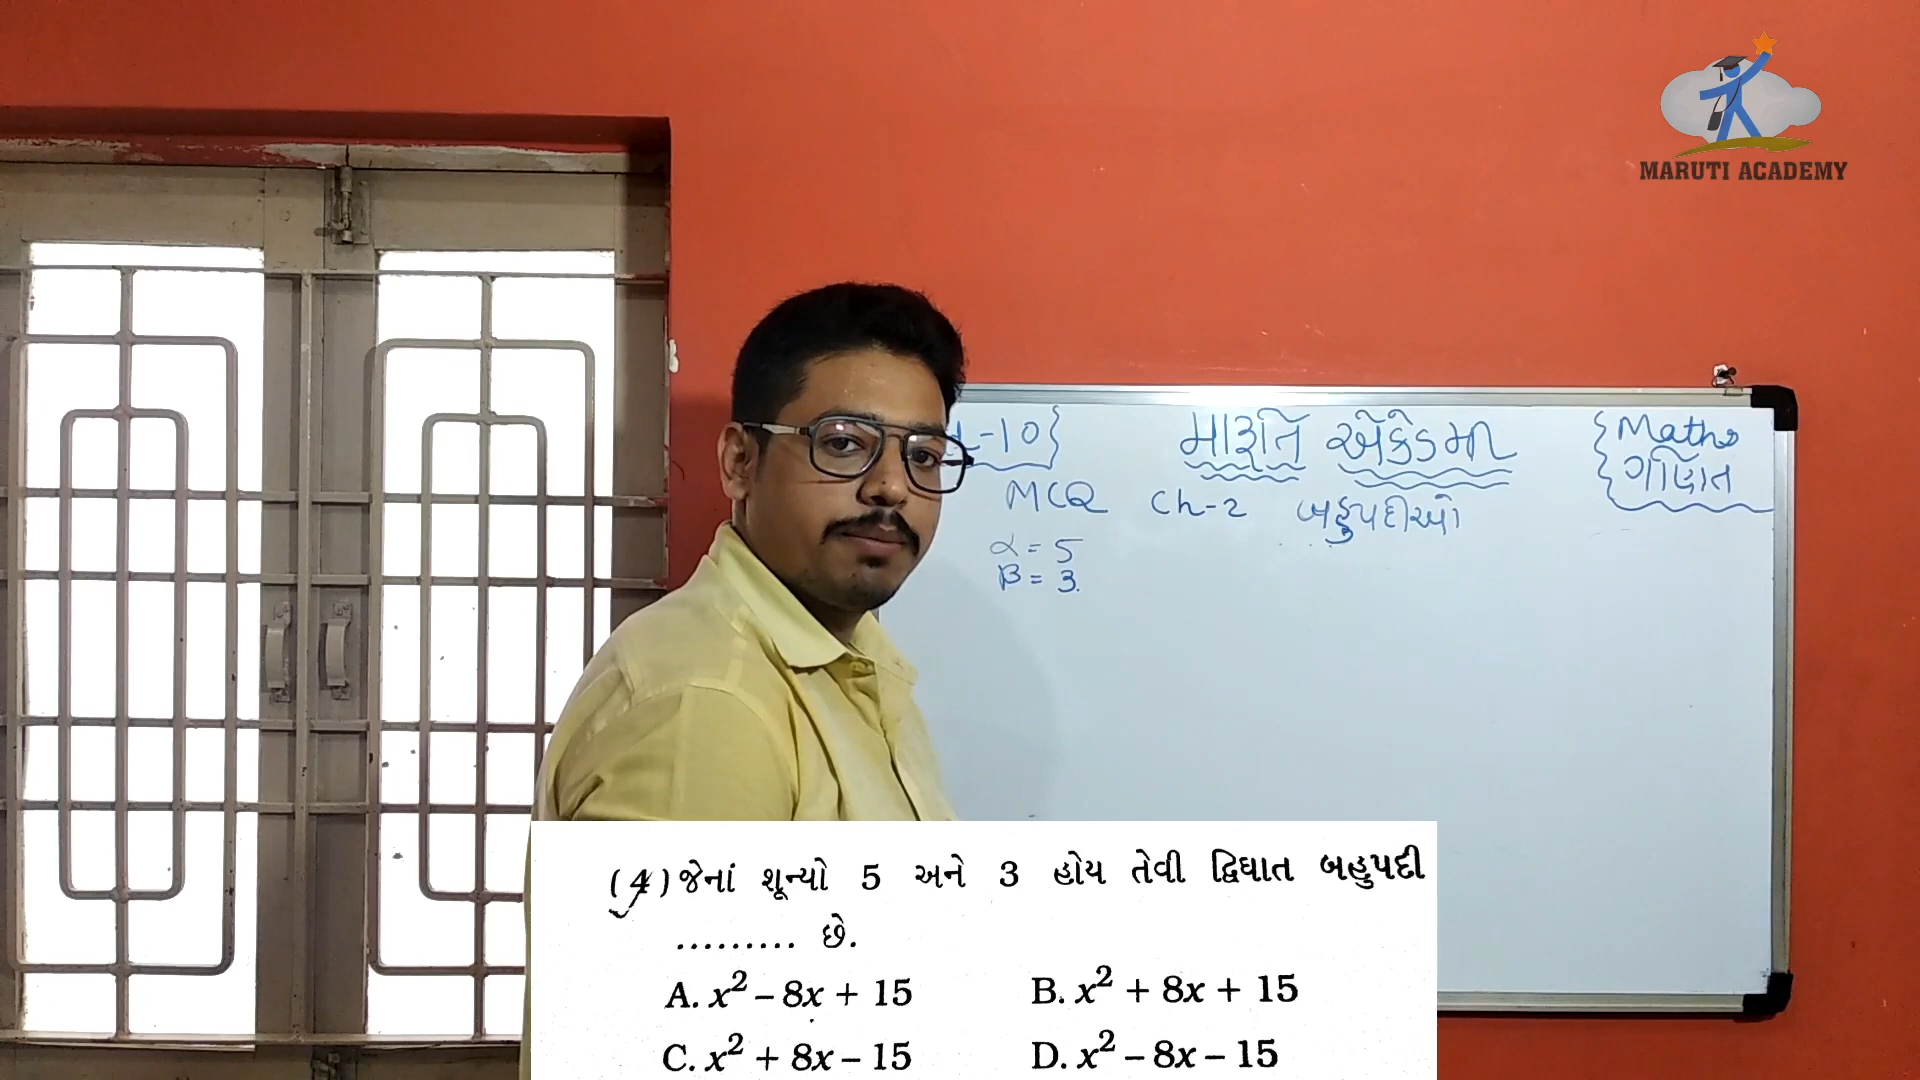 MARUTI ACADEMY
-10}
મારૂતિ એકેડમી
{Maths
ગણિત
MCQ Ch-2 બહુપદીઓ
α = 5
β = 3.
(4) જેનાં શૂન્યો 5 અને 3 હોય તેવી દ્વિઘાત બહુપદી
......... છે.
A. x² – 8x + 15 B. x² + 8x + 15
C. x² + 8x – 15 D. x² – 8x – 15